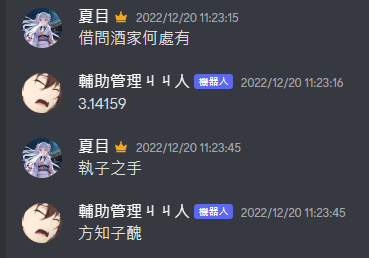 夏目 2022/12/20 11:23:15
借問酒家何處有
輔助管理ㄐㄐ人 機器人 2022/12/20 11:23:16
3.14159
夏目 2022/12/20 11:23:45
執子之手
輔助管理ㄐㄐ人 機器人 2022/12/20 11:23:45
方知子醜